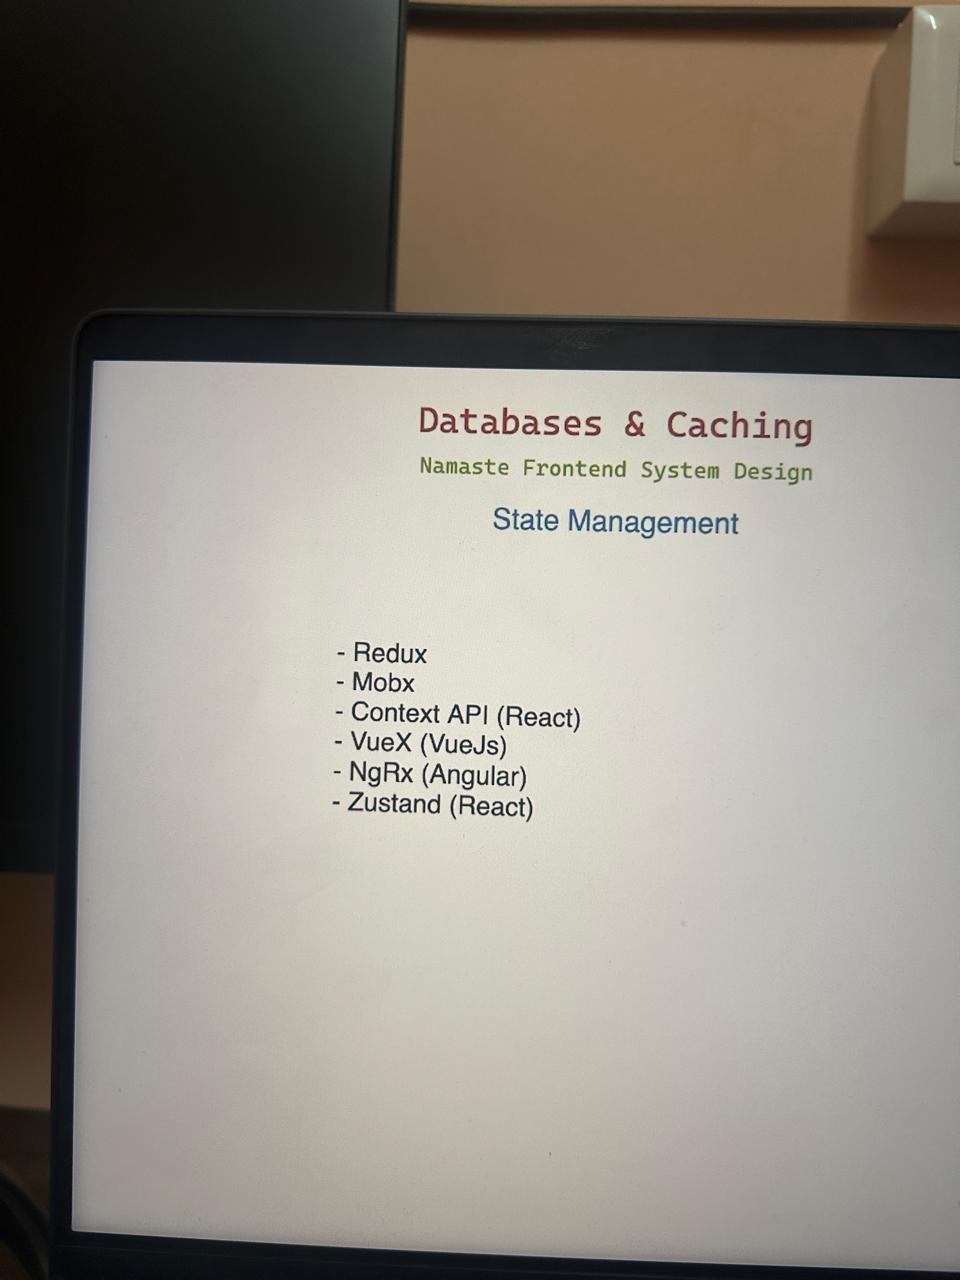 Databases & Caching
Namaste Frontend System Design
State Management
- Redux
- Mobx
- Context API (React)
- VueX (VueJs)
- NgRx (Angular)
- Zustand (React)